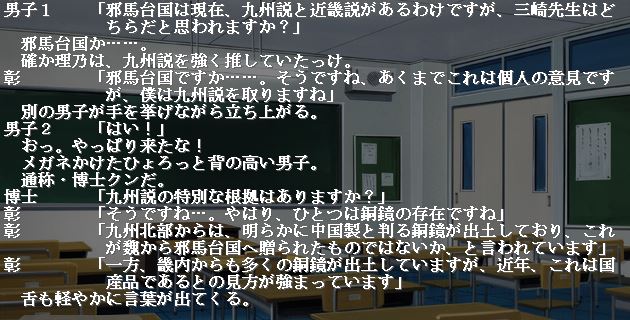 男子1 「邪馬台国は現在、九州説と近畿説があるわけですが、三崎先生はど
ちらだと思われますか？」
邪馬台国か……。
確か理乃は、九州説を強く推していたっけ。
彰 「邪馬台国ですか……。そうですね、あくまでこれは個人の意見です
が、僕は九州説を取りますね」
別の男子が手を挙げながら立ち上がる。
男子2 「はい！」
おっ。やっぱり来たな！
メガネかけたひょろっと背の高い男子。
通称・博士クンだ。
博士 「九州説の特別な根拠はありますか？」
彰 「そうですね…。やはり、ひとつは銅鏡の存在ですね」
彰 「九州北部からは、明らかに中国製と判る銅鏡が出土しており、これ
が魏から邪馬台国へ贈られたものではないか、と言われています」
彰 「一方、畿内からも多くの銅鏡が出土していますが、近年、これは国
産品であるとの見方が強まっています」
舌も軽やかに言葉が出てくる。